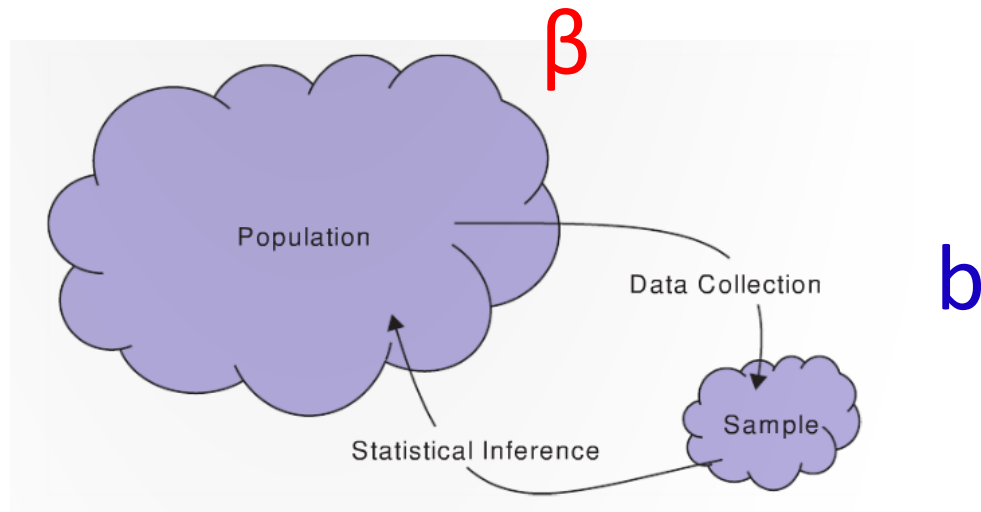 β
Population
Data Collection
b
Sample
Statistical Inference